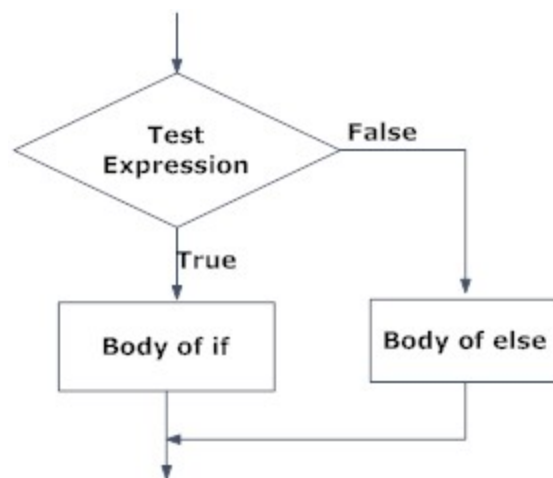 Test
Expression
False
True
Body of if
Body of else